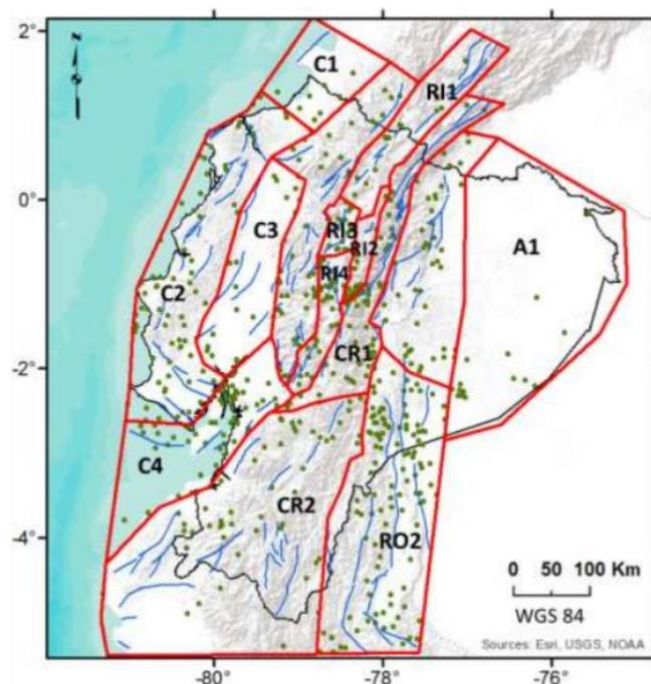 2°
0°
-2°
-4°
C1
RI1
C3
RI3
RI2
A1
RI4
C2
CR1
C4
CR2
RO2
0 50 100 Km
WGS 84
Sources: Esri, USGS, NOAA
-80° -78° -76°